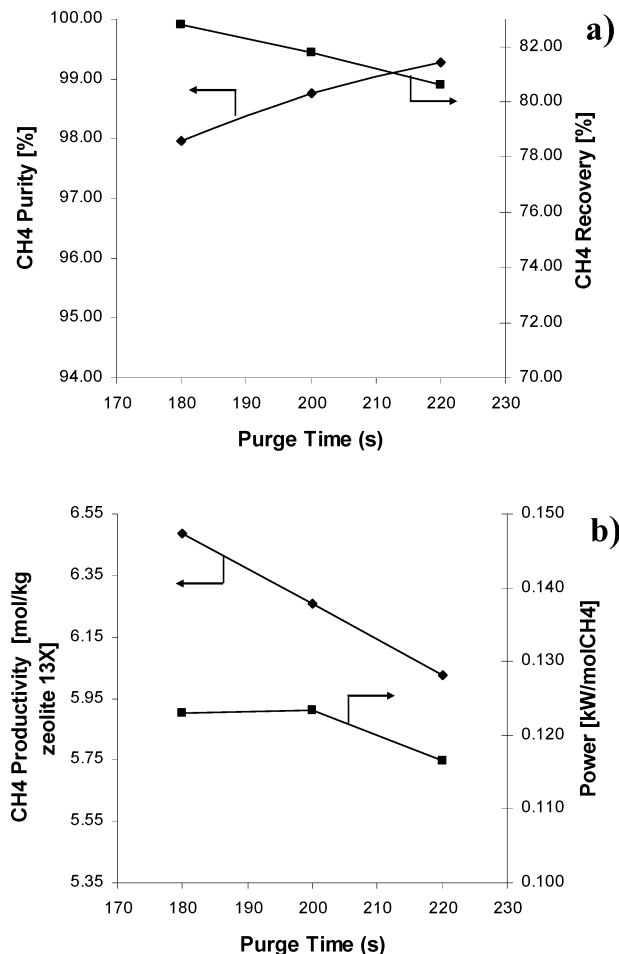 a)
100.00
99.00
98.00
97.00
96.00
95.00
94.00
CH4 Purity [%]
82.00
80.00
78.00
76.00
74.00
72.00
70.00
CH4 Recovery [%]
170 180 190 200 210 220 230
Purge Time (s)
b)
6.55
6.35
6.15
5.95
5.75
5.55
5.35
CH4 Productivity [mol/kg
zeolite 13X]
0.150
0.140
0.130
0.120
0.110
0.100
Power [kW/molCH4]
170 180 190 200 210 220 230
Purge Time (s)